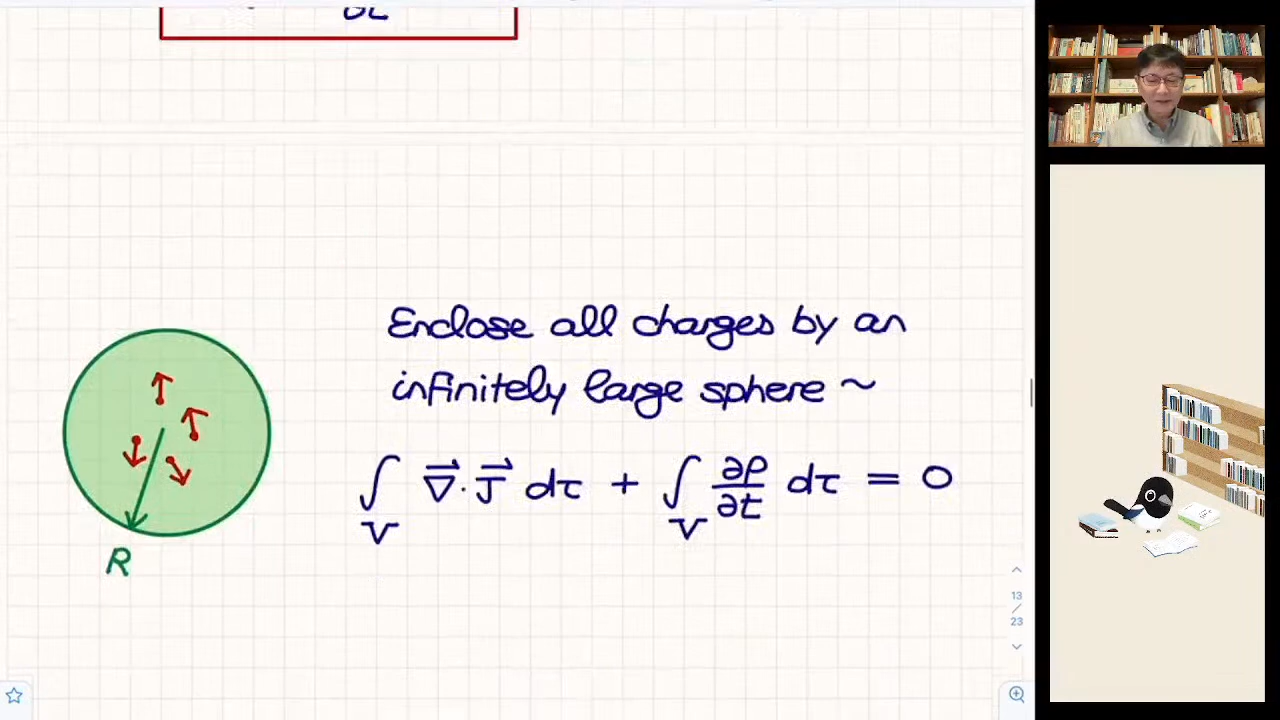 ∂t
Enclose all charges by an
infinitely large sphere ~
∫_V ∇⃗·J⃗ dτ + ∫_V ∂ρ/∂t dτ = 0
R
13
/
23